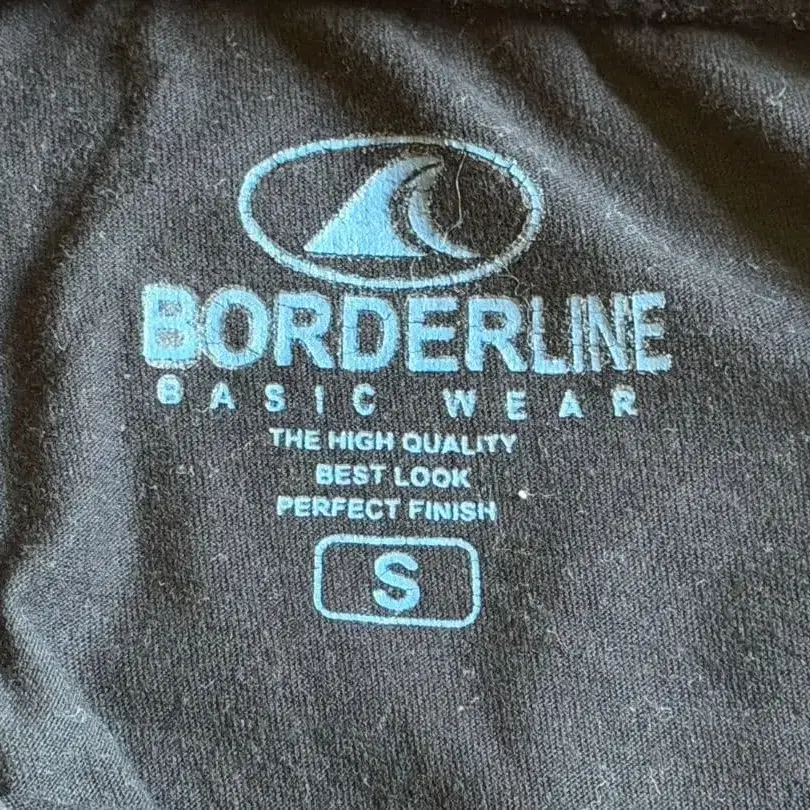 BORDERLINE
BASIC WEAR
THE HIGH QUALITY
BEST LOOK
PERFECT FINISH
S